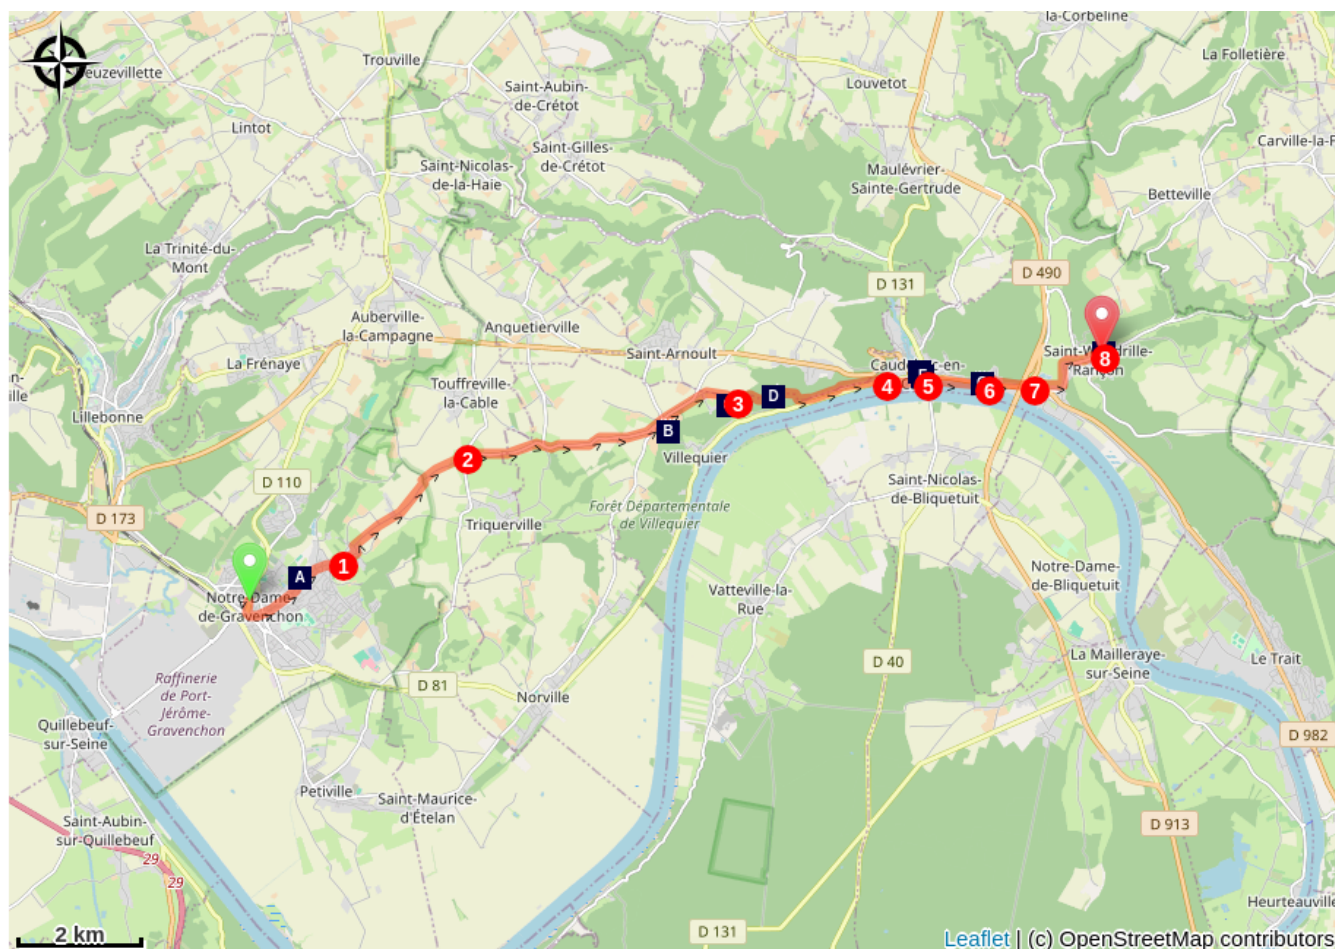 la-Corbeline
La Folletière
Trouville
euzevillette
Louvetot
Saint-Aubin-
de-Crétot
Lintot
Carville-la-F
Saint-Gilles-
de-Crétot
Saint-Nicolas-
de-la-Haie
Maulévrier-
Sainte-Gertrude
Betteville
La Trinité-du-
Mont
D 490
D 131
Auberville-
la-Campagne
Anquetierville
Saint-Arnoult
La Frénaye
Touffreville-
la-Cable
Lillebonne
8
4
5
6
7
D
3
B
Villequier
2
D 110
Saint-Nicolas-
de-Bliquetuit
Forêt Départementale
de Villequier
D 173
Triquerville
1
A
Notre-Dame-
de-Gravenchon
Vatteville-la-
Rue
Notre-Dame-
de-Bliquetuit
La Mailleraye-
sur-Seine
Le Trait
D 40
D 81
Norville
Raffinerie
de Port-
Jérôme-
Gravenchon
Quillebeuf-
sur-Seine
D 982
Petiville
Saint-Maurice-
d'Ételan
Saint-Aubin-
sur-Quillebeuf
D 913
29
29
Heurteauville
D 131
2 km
Leaflet | (c) OpenStreetMap contributors